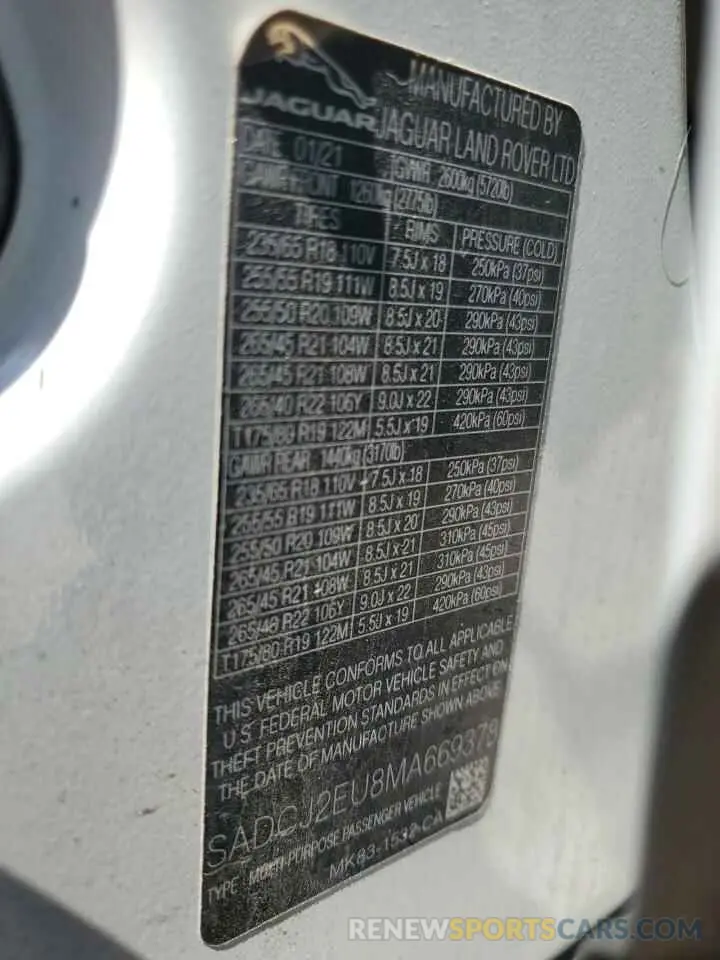 JAGUAR
MANUFACTURED BY
JAGUAR LAND ROVER LTD
DATE 01/21 GVWR 2600kg (5720lb)
GAWR FRONT 1260kg (2775lb)
TIRES RIMS PRESSURE (COLD)
235/65 R18 110V 7.5J x 18 250kPa (37psi)
255/55 R19 111W 8.5J x 19 270kPa (40psi)
255/50 R20 109W 8.5J x 20 290kPa (43psi)
265/45 R21 104W 8.5J x 21 290kPa (43psi)
265/45 R21 108W 8.5J x 21 290kPa (43psi)
265/40 R22 106Y 9.0J x 22 290kPa (43psi)
T175/80 R19 122M 5.5J x 19 420kPa (60psi)
GAWR REAR 1440kg (3170lb)
235/65 R18 110V 7.5J x 18 250kPa (37psi)
255/55 R19 111W 8.5J x 19 270kPa (40psi)
255/50 R20 109W 8.5J x 20 290kPa (43psi)
265/45 R21 104W 8.5J x 21 310kPa (45psi)
265/45 R21 108W 8.5J x 21 310kPa (45psi)
265/40 R22 106Y 9.0J x 22 290kPa (43psi)
T175/80 R19 122M 5.5J x 19 420kPa (60psi)
THIS VEHICLE CONFORMS TO ALL APPLICABLE
U.S. FEDERAL MOTOR VEHICLE SAFETY AND
THEFT PREVENTION STANDARDS IN EFFECT ON
THE DATE OF MANUFACTURE SHOWN ABOVE
SADCJ2EU8MA669379
TYPE : MULTI-PURPOSE PASSENGER VEHICLE
MK83-1532-CA
RENEWSPORTSCARS.COM